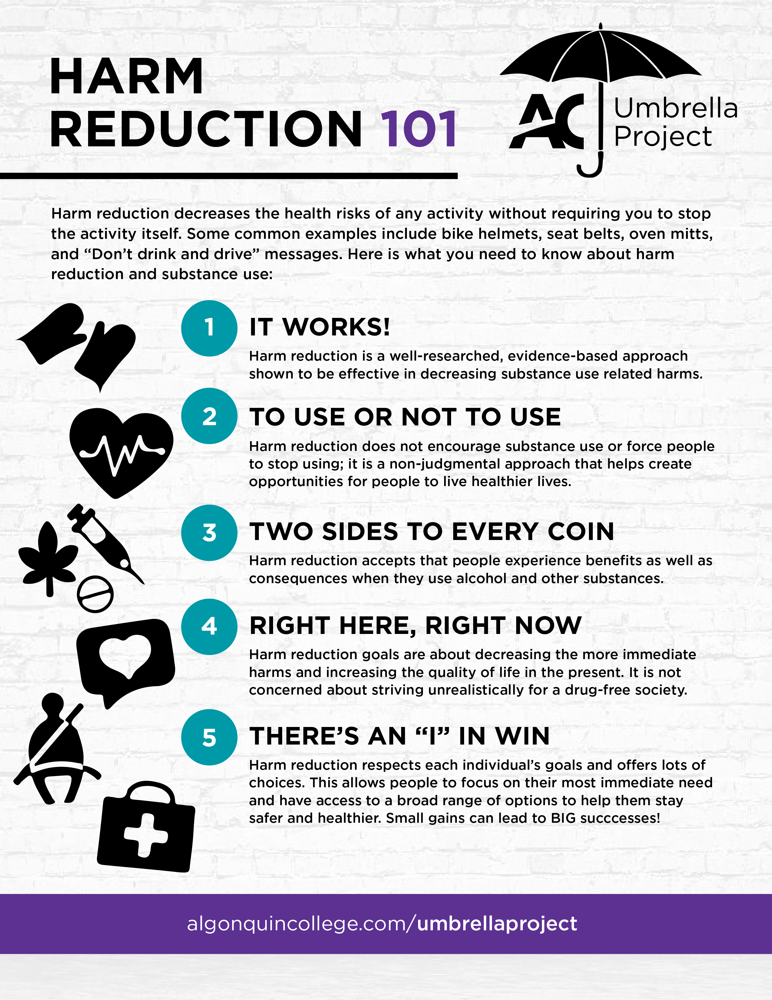 HARM
REDUCTION 101
AC
Umbrella
Project
Harm reduction decreases the health risks of any activity without requiring you to stop
the activity itself. Some common examples include bike helmets, seat belts, oven mitts,
and “Don’t drink and drive” messages. Here is what you need to know about harm
reduction and substance use:
1
IT WORKS!
Harm reduction is a well-researched, evidence-based approach
shown to be effective in decreasing substance use related harms.
2
TO USE OR NOT TO USE
Harm reduction does not encourage substance use or force people
to stop using; it is a non-judgmental approach that helps create
opportunities for people to live healthier lives.
3
TWO SIDES TO EVERY COIN
Harm reduction accepts that people experience benefits as well as
consequences when they use alcohol and other substances.
4
RIGHT HERE, RIGHT NOW
Harm reduction goals are about decreasing the more immediate
harms and increasing the quality of life in the present. It is not
concerned about striving unrealistically for a drug-free society.
5
THERE’S AN “I” IN WIN
Harm reduction respects each individual’s goals and offers lots of
choices. This allows people to focus on their most immediate need
and have access to a broad range of options to help them stay
safer and healthier. Small gains can lead to BIG succcesses!
algonquincollege.com/umbrellaproject